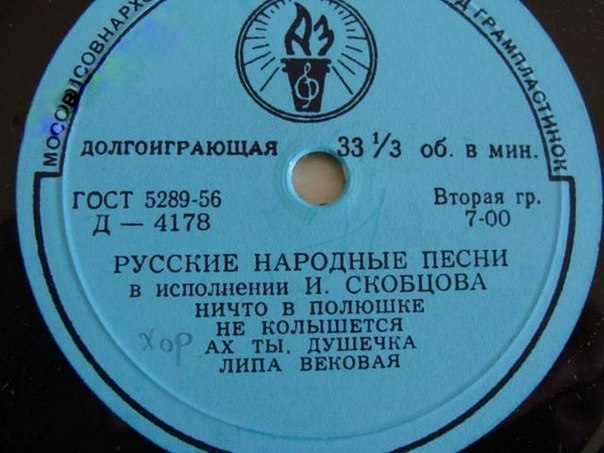 МОСОБЛСОВНАРХО
Д ГРАМПЛАСТИНОК
АЗ
ДОЛГОИГРАЮЩАЯ 33 1/3 об. в мин.
ГОСТ 5289-56 Вторая гр.
Д — 4178 7-00
РУССКИЕ НАРОДНЫЕ ПЕСНИ
в исполнении И. СКОБЦОВА
НИЧТО В ПОЛЮШКЕ
НЕ КОЛЫШЕТСЯ
хор АХ ТЫ, ДУШЕЧКА
ЛИПА ВЕКОВАЯ